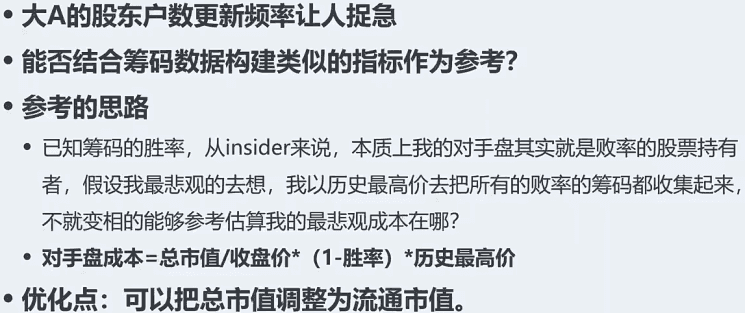 • 大A的股东户数更新频率让人捉急
• 能否结合筹码数据构建类似的指标作为参考?
• 参考的思路
• 已知筹码的胜率，从insider来说，本质上我的对手盘其实就是败率的股票持有
者，假设我最悲观的去想，我以历史最高价去把所有的败率的筹码都收集起来，
不就变相的能够参考估算我的最悲观成本在哪?
• 对手盘成本=总市值/收盘价*（1-胜率）*历史最高价
• 优化点：可以把总市值调整为流通市值。